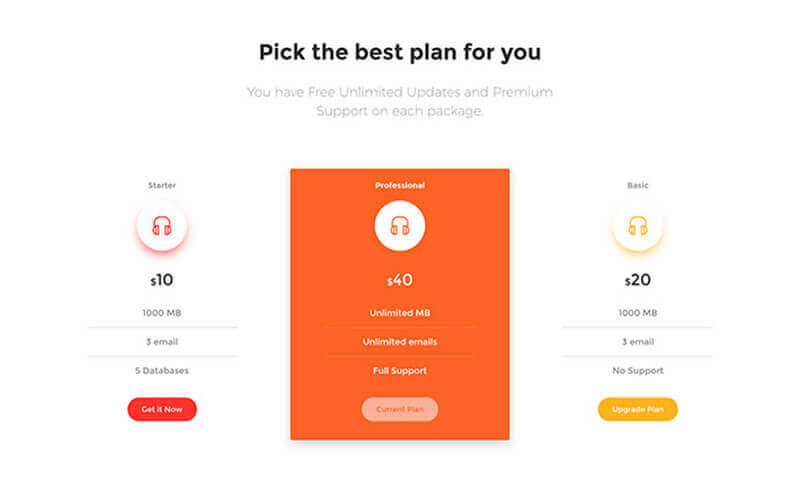 Pick the best plan for you
You have Free Unlimited Updates and Premium
Support on each package.
Starter
$10
1000 MB
3 email
5 Databases
Get it Now
Professional
$40
Unlimited MB
Unlimited emails
Full Support
Current Plan
Basic
$20
1000 MB
3 email
No Support
Upgrade Plan